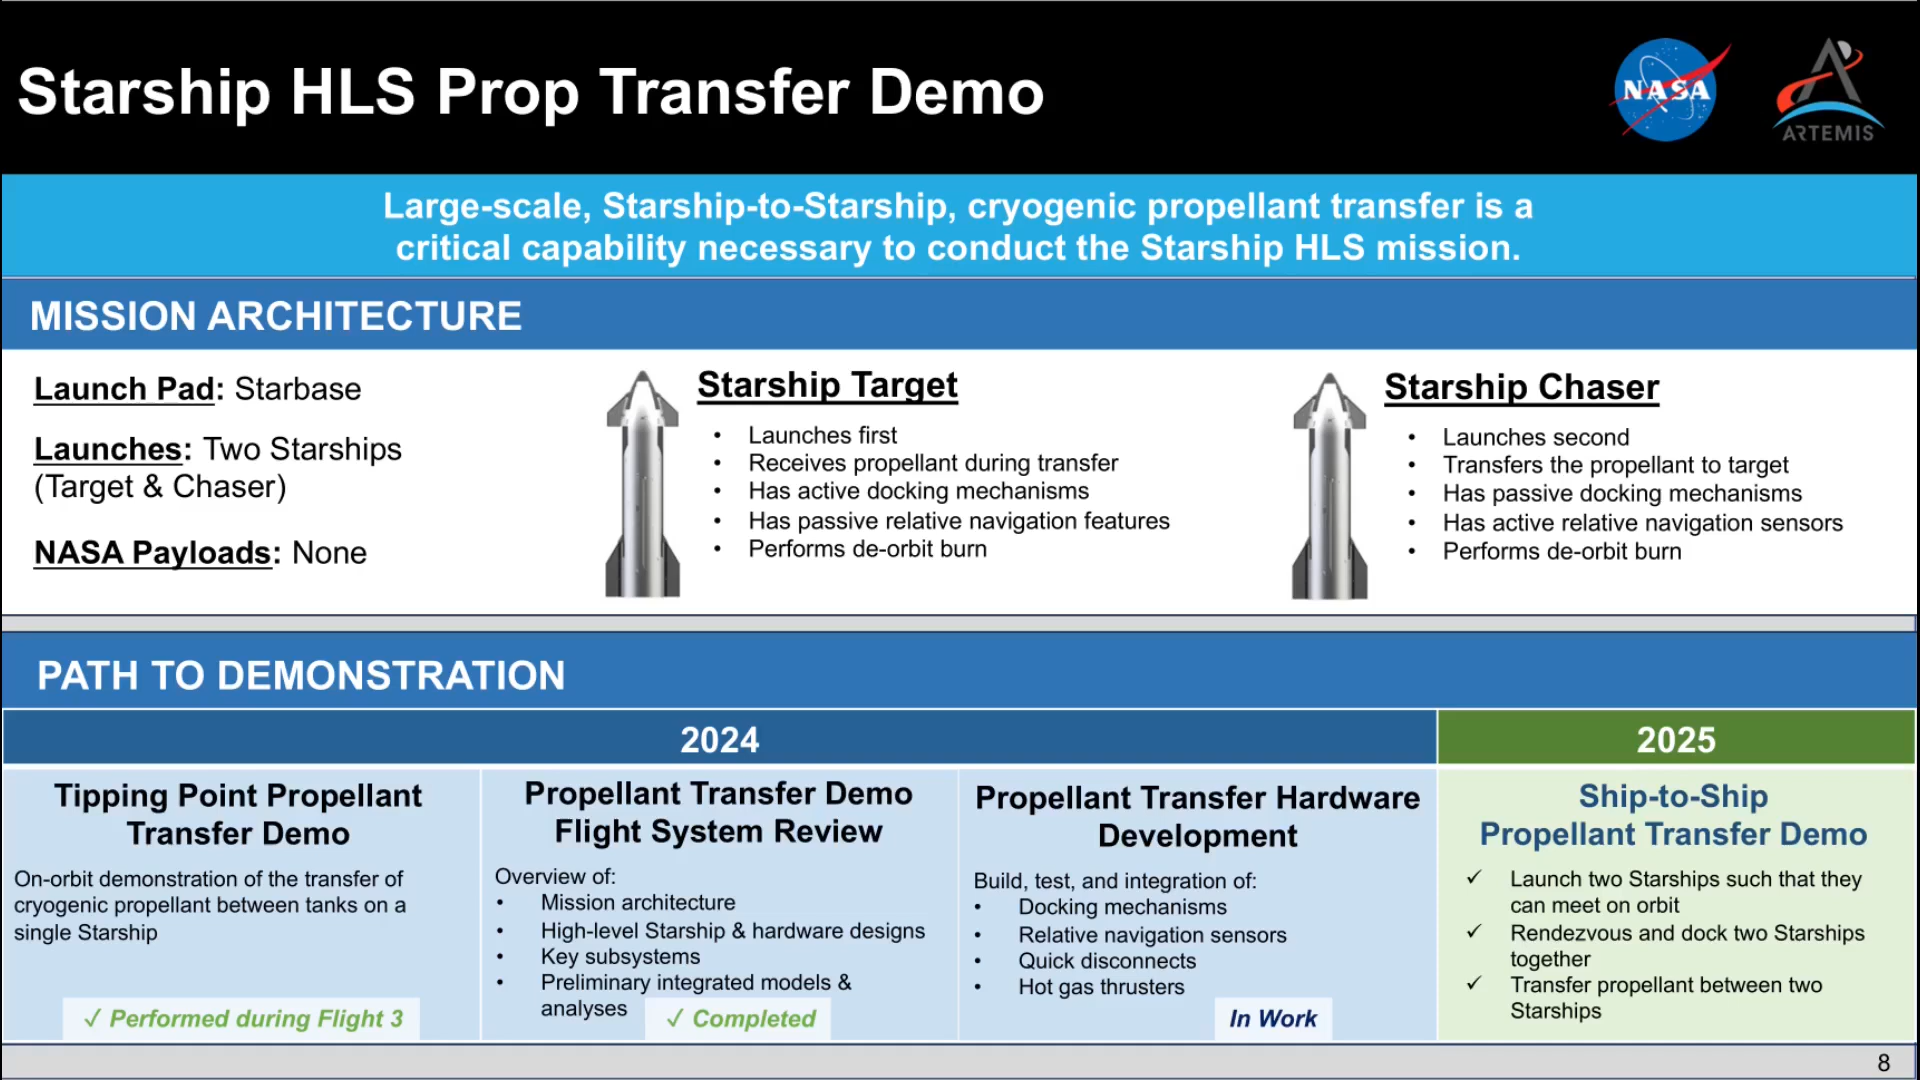 Starship HLS Prop Transfer Demo
NASA
ARTEMIS
Large-scale, Starship-to-Starship, cryogenic propellant transfer is a
critical capability necessary to conduct the Starship HLS mission.
MISSION ARCHITECTURE
Launch Pad: Starbase
Launches: Two Starships
(Target & Chaser)
NASA Payloads: None
Starship Target
• Launches first
• Receives propellant during transfer
• Has active docking mechanisms
• Has passive relative navigation features
• Performs de-orbit burn
Starship Chaser
• Launches second
• Transfers the propellant to target
• Has passive docking mechanisms
• Has active relative navigation sensors
• Performs de-orbit burn
PATH TO DEMONSTRATION
2024
2025
Tipping Point Propellant
Transfer Demo
On-orbit demonstration of the transfer of
cryogenic propellant between tanks on a
single Starship
✓ Performed during Flight 3
Propellant Transfer Demo
Flight System Review
Overview of:
• Mission architecture
• High-level Starship & hardware designs
• Key subsystems
• Preliminary integrated models &
analyses
✓ Completed
Propellant Transfer Hardware
Development
Build, test, and integration of:
• Docking mechanisms
• Relative navigation sensors
• Quick disconnects
• Hot gas thrusters
In Work
Ship-to-Ship
Propellant Transfer Demo
✓ Launch two Starships such that they
can meet on orbit
✓ Rendezvous and dock two Starships
together
✓ Transfer propellant between two
Starships
8